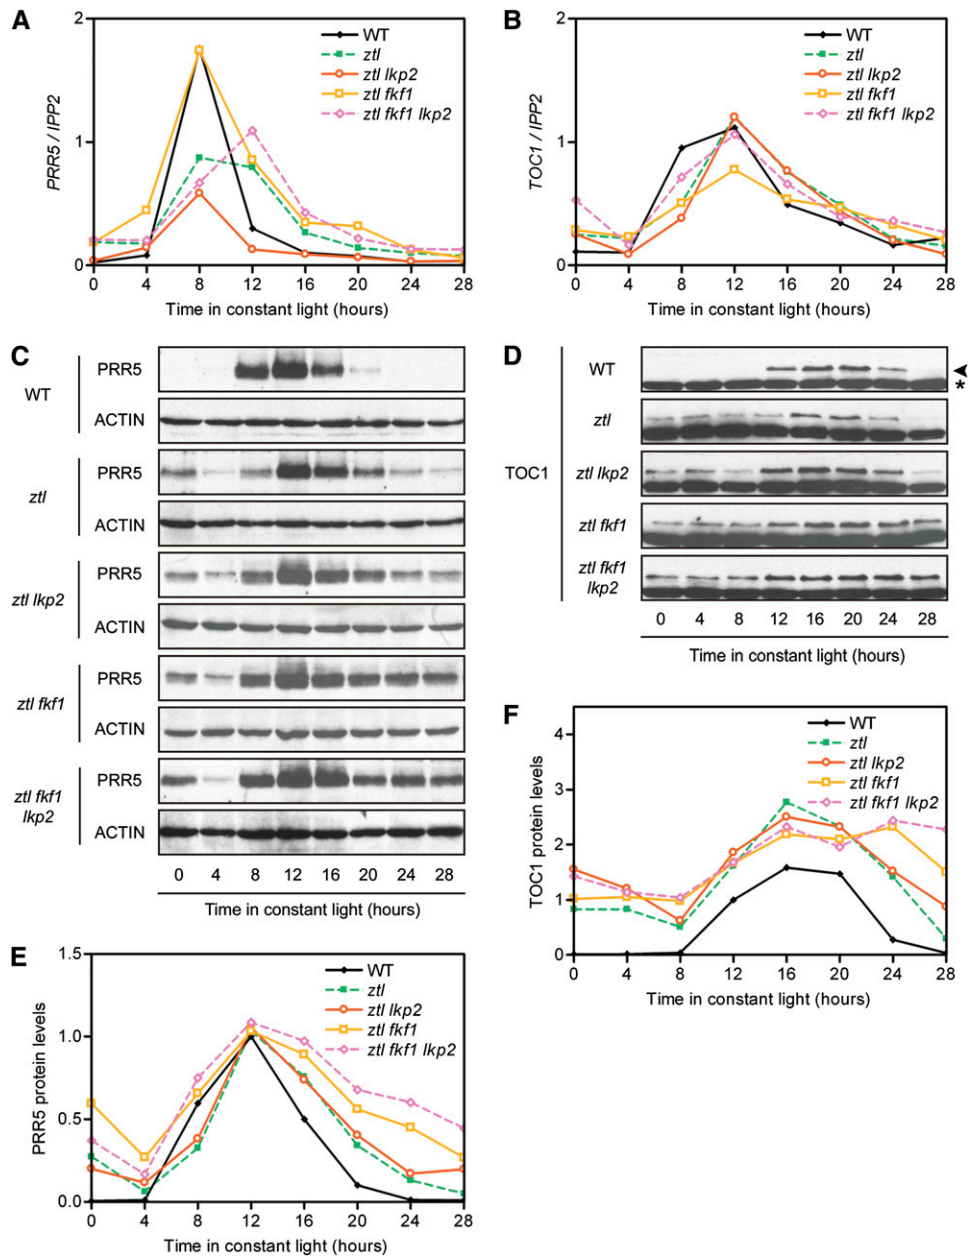 A
2
1
0
PRR5 / IPP2
WT
ztl
ztl lkp2
ztl fkf1
ztl fkf1 lkp2
0 4 8 12 16 20 24 28
Time in constant light (hours)
B
2
1
0
TOC1 / IPP2
WT
ztl
ztl lkp2
ztl fkf1
ztl fkf1 lkp2
0 4 8 12 16 20 24 28
Time in constant light (hours)
C
WT
PRR5
ACTIN
ztl
PRR5
ACTIN
ztl lkp2
PRR5
ACTIN
ztl fkf1
PRR5
ACTIN
ztl fkf1
lkp2
PRR5
ACTIN
0 4 8 12 16 20 24 28
Time in constant light (hours)
D
TOC1
WT
*
ztl
ztl lkp2
ztl fkf1
ztl fkf1
lkp2
0 4 8 12 16 20 24 28
Time in constant light (hours)
E
1.5
1.0
0.5
0.0
PRR5 protein levels
WT
ztl
ztl lkp2
ztl fkf1
ztl fkf1 lkp2
0 4 8 12 16 20 24 28
Time in constant light (hours)
F
4
3
2
1
0
TOC1 protein levels
WT
ztl
ztl lkp2
ztl fkf1
ztl fkf1 lkp2
0 4 8 12 16 20 24 28
Time in constant light (hours)